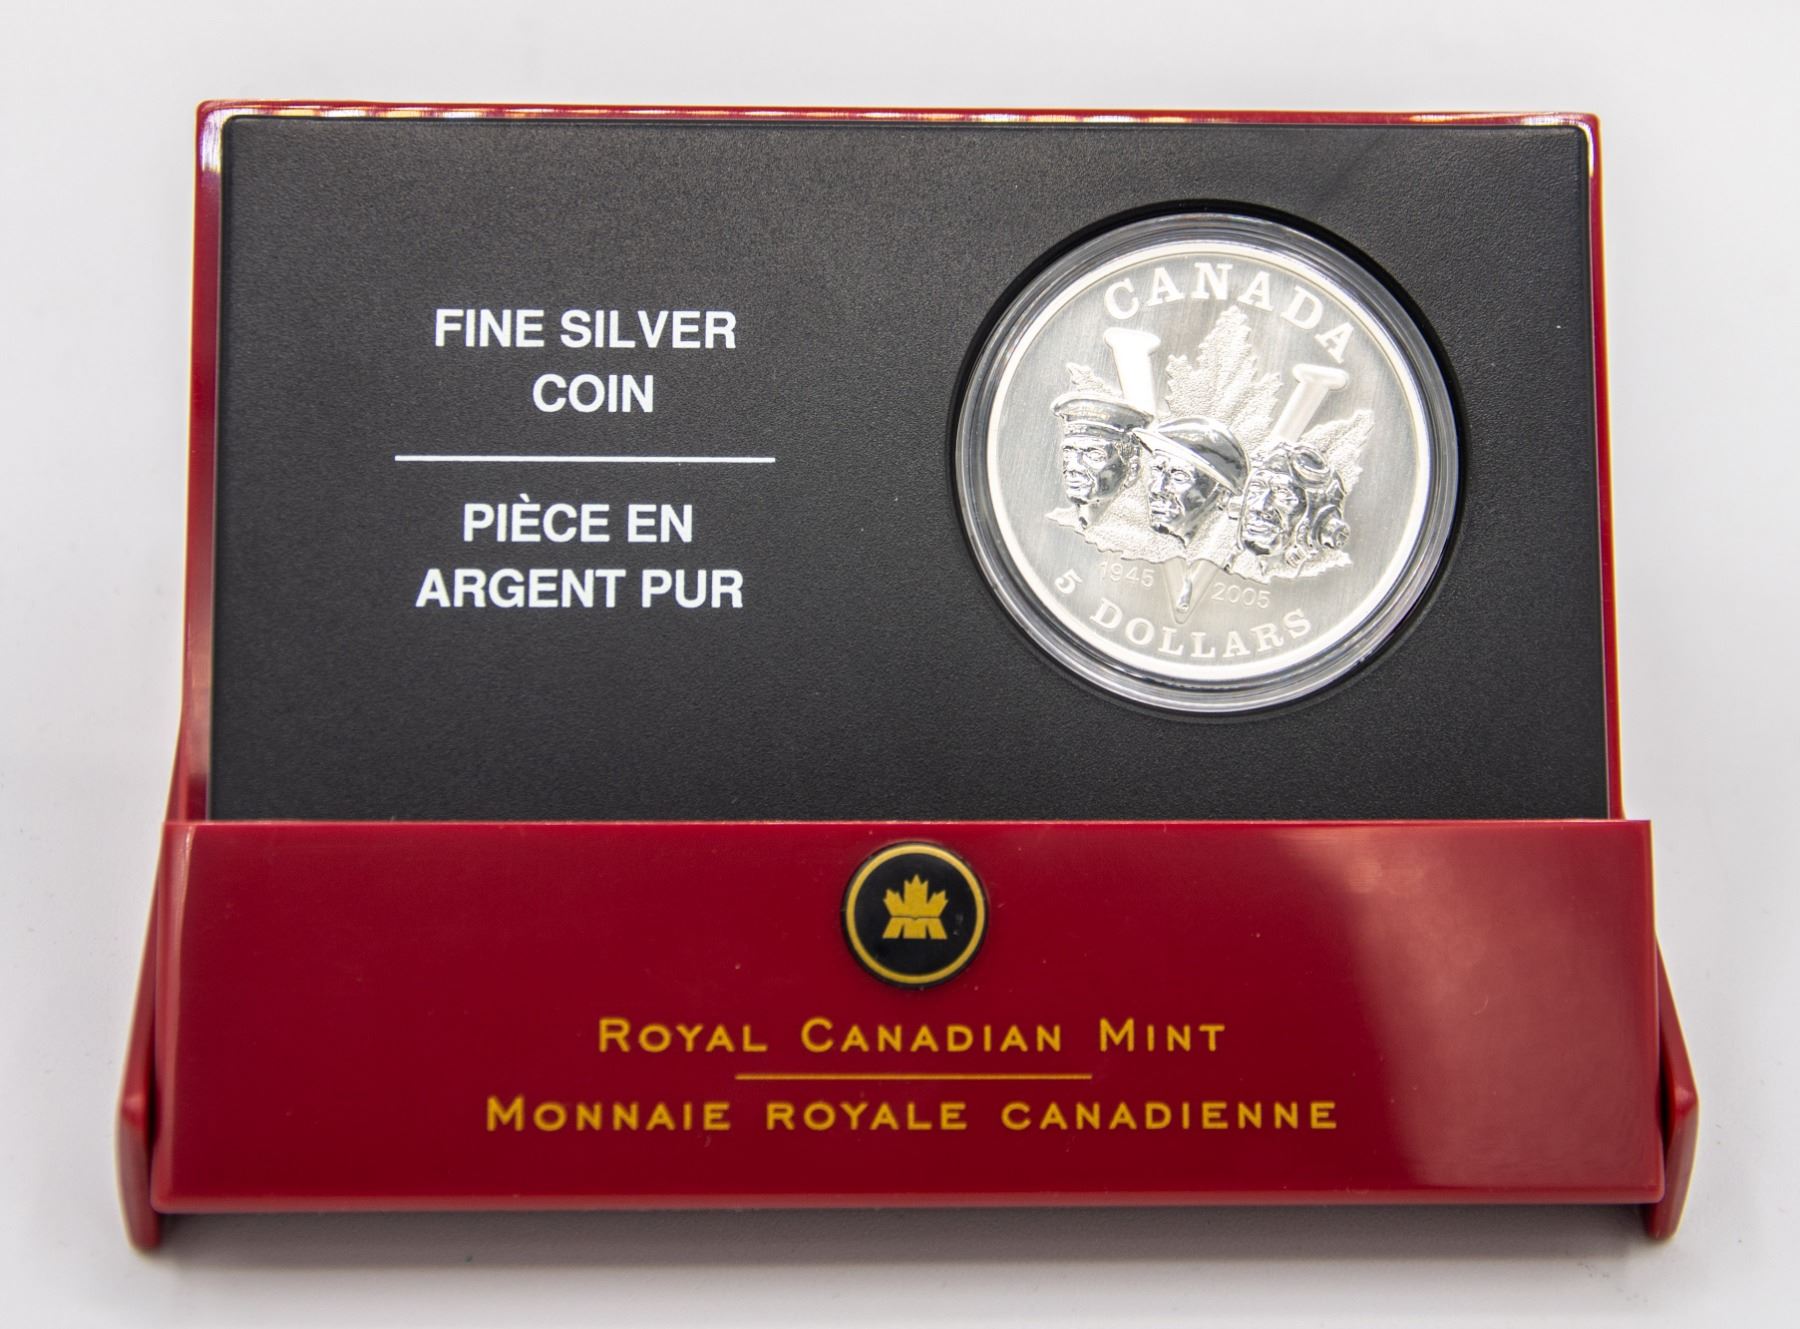 FINE SILVER
COIN
PIÈCE EN
ARGENT PUR
CANADA
1945 2005
5 DOLLARS
ROYAL CANADIAN MINT
MONNAIE ROYALE CANADIENNE